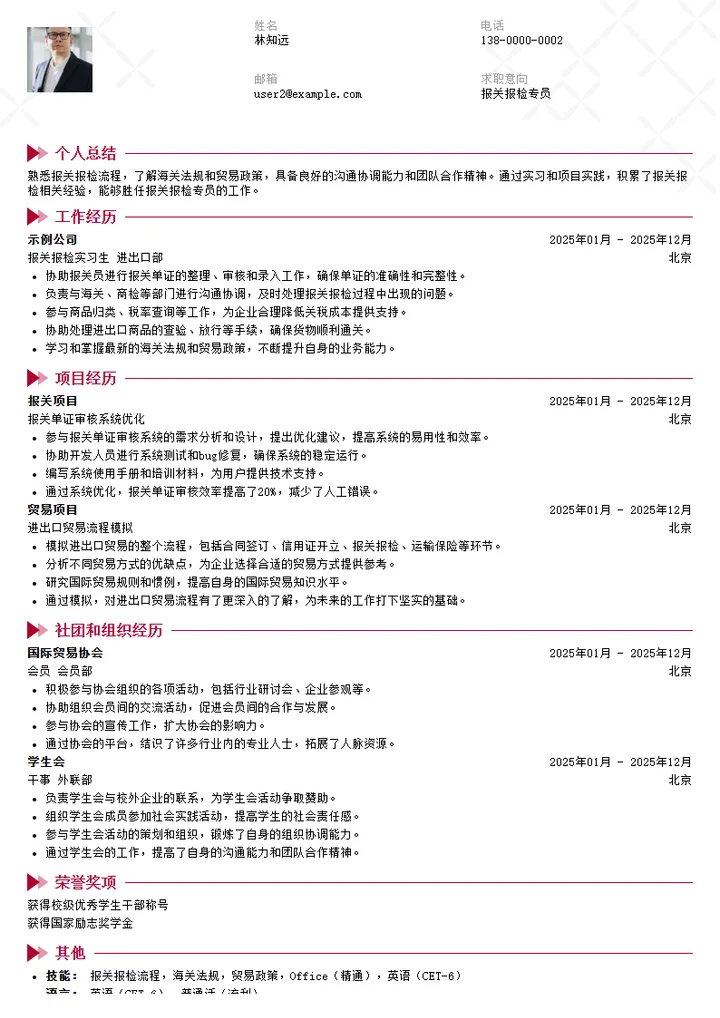 姓名
林知远
电话
138-0000-0002
邮箱
user2@example.com
求职意向
报关报检专员
个人总结
熟悉报关报检流程，了解海关法规和贸易政策，具备良好的沟通协调能力和团队合作精神。通过实习和项目实践，积累了报关报
检相关经验，能够胜任报关报检专员的工作。
工作经历
示例公司 2025年01月 - 2025年12月
报关报检实习生 进出口部 北京
• 协助报关员进行报关单证的整理、审核和录入工作，确保单证的准确性和完整性。
• 负责与海关、商检等部门进行沟通协调，及时处理报关报检过程中出现的问题。
• 参与商品归类、税率查询等工作，为企业合理降低关税成本提供支持。
• 协助处理进出口商品的查验、放行等手续，确保货物顺利通关。
• 学习和掌握最新的海关法规和贸易政策，不断提升自身的业务能力。
项目经历
报关项目 2025年01月 - 2025年12月
报关单证审核系统优化 北京
• 参与报关单证审核系统的需求分析和设计，提出优化建议，提高系统的易用性和效率。
• 协助开发人员进行系统测试和bug修复，确保系统的稳定运行。
• 编写系统使用手册和培训材料，为用户提供技术支持。
• 通过系统优化，报关单证审核效率提高了20%，减少了人工错误。
贸易项目 2025年01月 - 2025年12月
进出口贸易流程模拟 北京
• 模拟进出口贸易的整个流程，包括合同签订、信用证开立、报关报检、运输保险等环节。
• 分析不同贸易方式的优缺点，为企业选择合适的贸易方式提供参考。
• 研究国际贸易规则和惯例，提高自身的国际贸易知识水平。
• 通过模拟，对进出口贸易流程有了更深入的了解，为未来的工作打下坚实的基础。
社团和组织经历
国际贸易协会 2025年01月 - 2025年12月
会员 会员部 北京
• 积极参与协会组织的各项活动，包括行业研讨会、企业参观等。
• 协助组织会员间的交流活动，促进会员间的合作与发展。
• 参与协会的宣传工作，扩大协会的影响力。
• 通过协会的平台，结识了许多行业内的专业人士，拓展了人脉资源。
学生会 2025年01月 - 2025年12月
干事 外联部 北京
• 负责学生会与校外企业的联系，为学生会活动争取赞助。
• 组织学生会成员参加社会实践活动，提高学生的社会责任感。
• 参与学生会活动的策划和组织，锻炼了自身的组织协调能力。
• 通过学生会的工作，提高了自身的沟通能力和团队合作精神。
荣誉奖项
获得校级优秀学生干部称号
获得国家励志奖学金
其他
• 技能： 报关报检流程，海关法规，贸易政策，Office（精通），英语（CET-6）
语言： 英语（CET-6），普通话（流利）